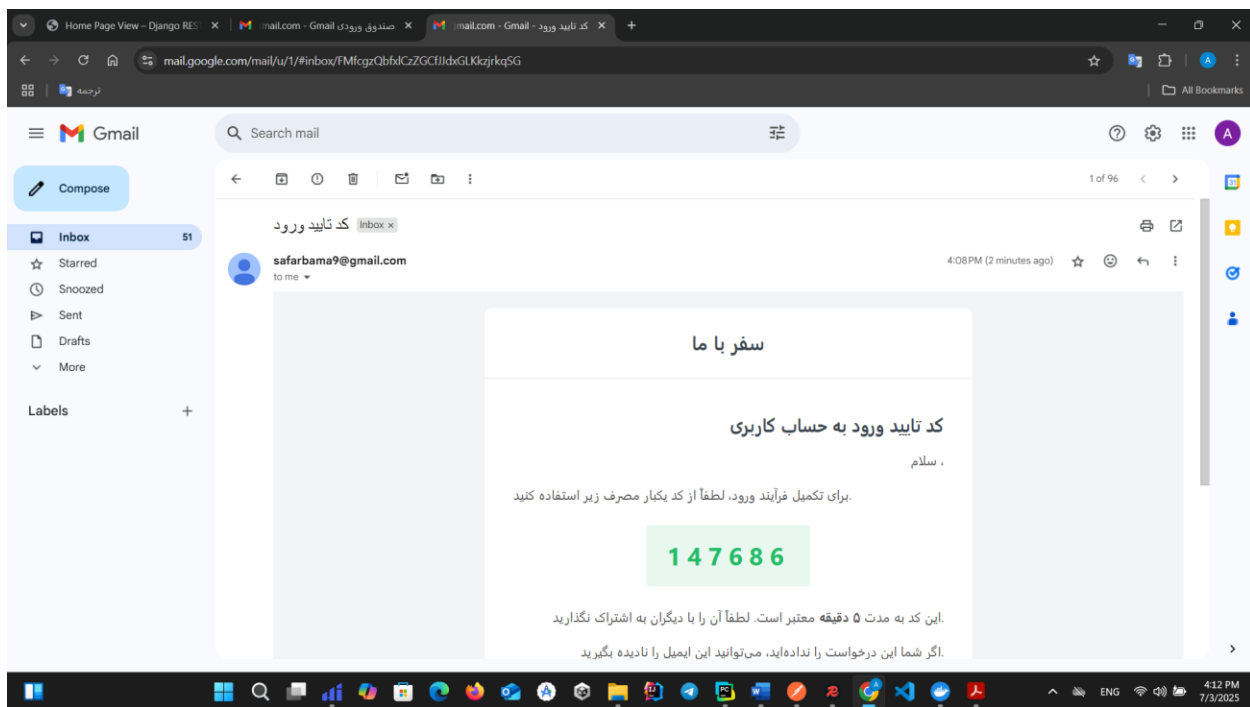 Home Page View – Django RES
mail.com - Gmail صندوق ورودی
mail.com - Gmail - کد تایید ورود
mail.google.com/mail/u/1/#inbox/FMfcgzQbfxlCzZGCfJJdxGLKkzjrkqSG
ترجمه
All Bookmarks
Gmail
Search mail
A
Compose
1 of 96
Inbox 51
Starred
Snoozed
Sent
Drafts
More
Labels
کد تایید ورود Inbox ×
safarbama9@gmail.com
4:08 PM (2 minutes ago)
to me
سفر با ما
کد تایید ورود به حساب کاربری
سلام ،
برای تکمیل فرآیند ورود، لطفاً از کد یکبار مصرف زیر استفاده کنید.
147686
این کد به مدت ۵ دقیقه معتبر است. لطفاً آن را با دیگران به اشتراک نگذارید.
اگر شما این درخواست را نداده‌اید، می‌توانید این ایمیل را نادیده بگیرید.
ENG
4:12 PM
7/3/2025